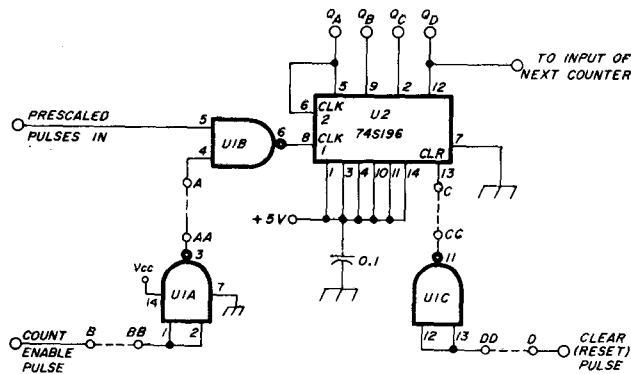 QA QB QC QD
TO INPUT OF
NEXT COUNTER
5 9 2 12
6 CLK
2
U2
74S196
8 CLK
1
CLR
7
1 3 4 10 11 14 13
PRESCALED
PULSES IN
5
4
U1B
6
A
C
+5V
0.1
AA
CC
3
11
Vcc
14
U1A
7
U1C
1 2
12 13
COUNT
ENABLE
PULSE
B BB
DD D
CLEAR
(RESET)
PULSE